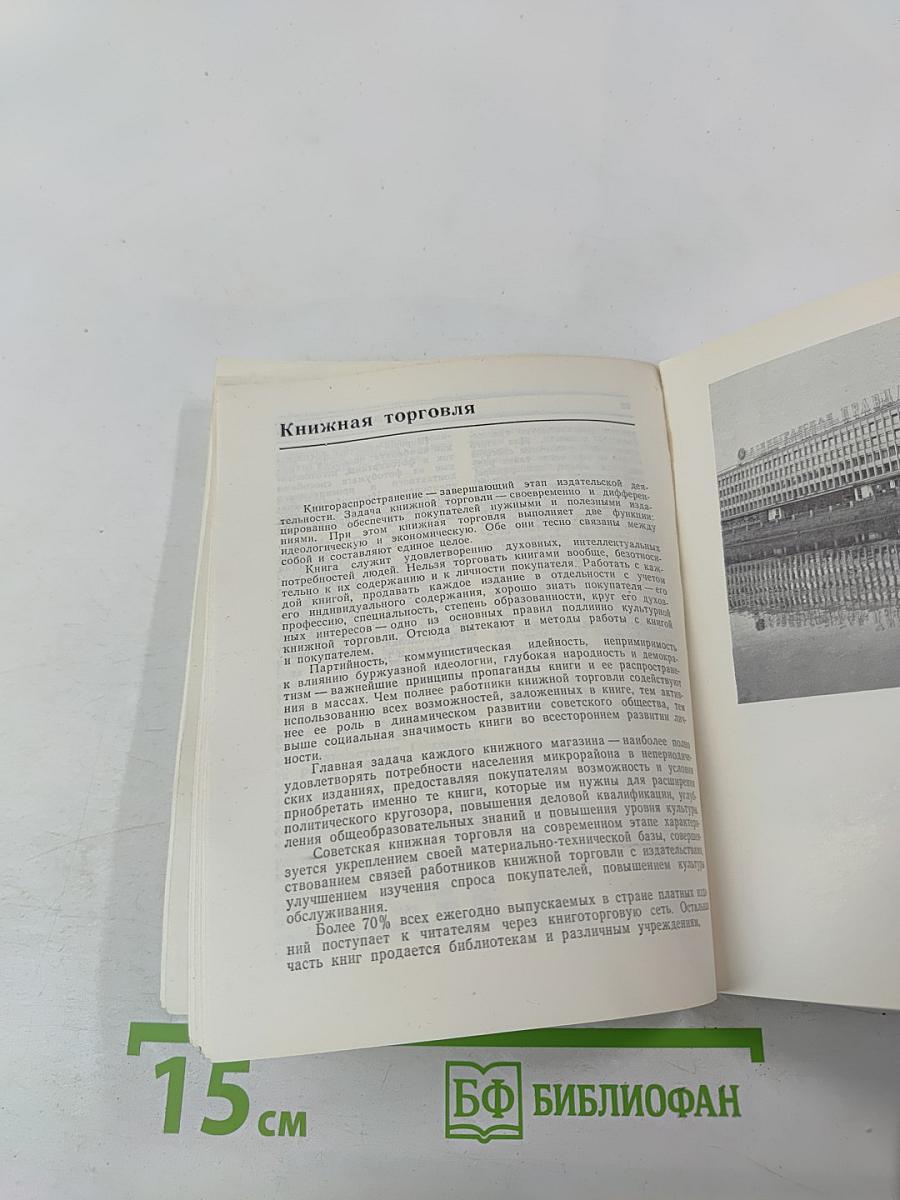 Книжная торговля
Книгораспространение — завершающий этап издательской дея-
тельности. Задача книжной торговли — своевременно и дифферен-
цированно обеспечить покупателей нужными и полезными изда-
ниями. При этом книжная торговля выполняет две функции:
идеологическую и экономическую. Обе они тесно связаны между
собой и составляют единое целое.
Книга служит удовлетворению духовных, интеллектуальных
потребностей людей. Нельзя торговать книгами вообще, безотноси-
тельно к их содержанию и к личности покупателя. Работать с каж-
дой книгой, продавать каждое издание в отдельности с учетом
его индивидуального содержания, хорошо знать покупателя — его
профессию, специальность, степень образованности, круг его духов-
ных интересов — одно из основных правил подлинно культурной
книжной торговли. Отсюда вытекают и методы работы с книгой
и покупателем.
Партийность, коммунистическая идейность, непримиримость
к влиянию буржуазной идеологии, глубокая народность и демокра-
тизм — важнейшие принципы пропаганды книги и ее распростране-
ния в массах. Чем полнее работники книжной торговли содействуют
использованию всех возможностей, заложенных в книге, тем актив-
нее ее роль в динамическом развитии советского общества, тем
выше социальная значимость книги во всестороннем развитии лич-
ности.
Главная задача каждого книжного магазина — наиболее полно
удовлетворять потребности населения микрорайона в непериодиче-
ских изданиях, предоставляя покупателям возможность и условия
приобретать именно те книги, которые им нужны для расширения
политического кругозора, повышения деловой квалификации, углуб-
ления общеобразовательных знаний и повышения уровня культуры.
Советская книжная торговля на современном этапе характери-
зуется укреплением своей материально-технической базы, совершен-
ствованием связей работников книжной торговли с издательствами,
улучшением изучения спроса покупателей, повышением культуры
обслуживания.
Более 70% всех ежегодно выпускаемых в стране платных изда-
ний поступает к читателям через книготорговую сеть. Остальная
часть книг продается библиотекам и различным учреждениям,
ПРАВДА
15 см
БФ БИБЛИОФАН